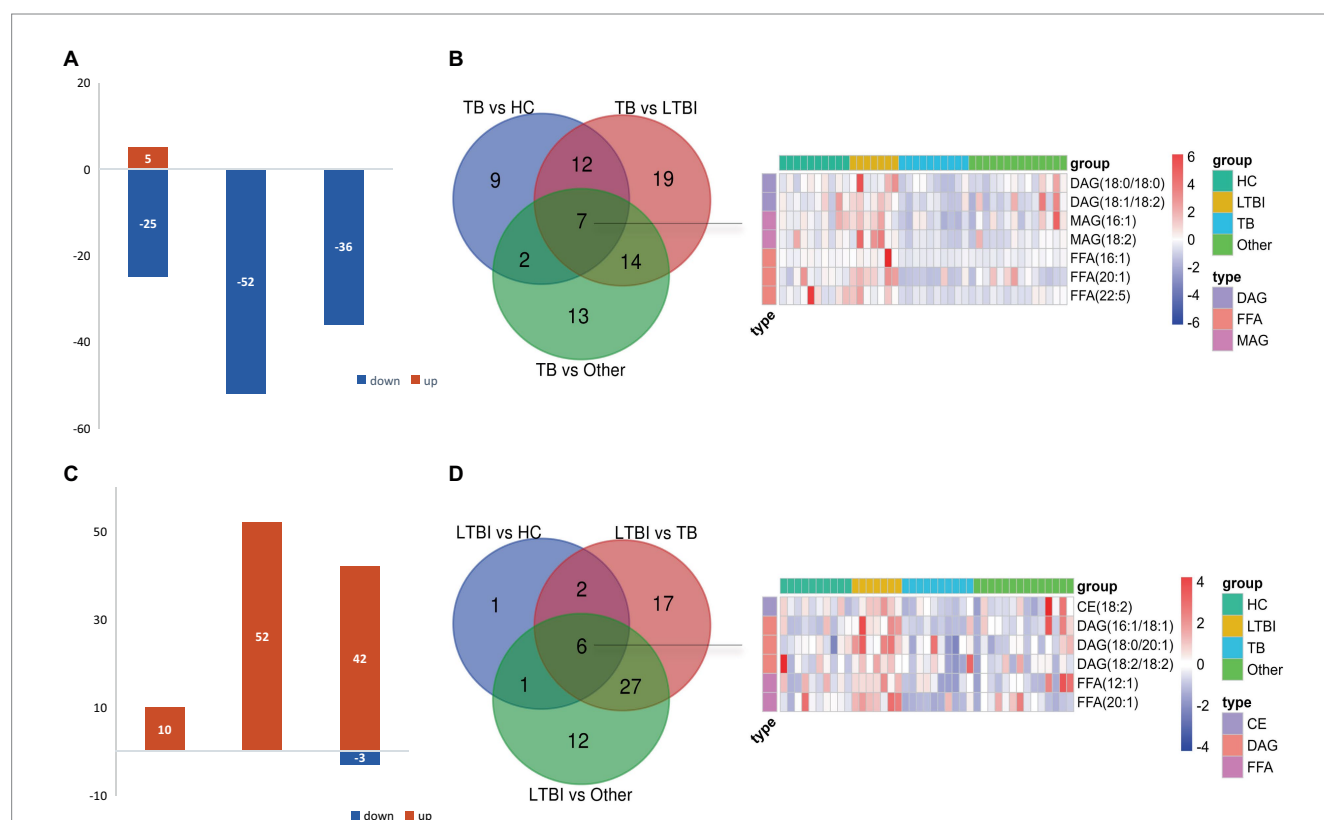 A
20
0
-20
-40
-60
5
-25
-52
-36
down up
B
TB vs HC
TB vs LTBI
9
12
19
7
2
14
13
TB vs Other
group
DAG(18:0/18:0)
DAG(18:1/18:2)
MAG(16:1)
MAG(18:2)
FFA(16:1)
FFA(20:1)
FFA(22:5)
type
6
4
2
0
-2
-4
-6
group
HC
LTBI
TB
Other
type
DAG
FFA
MAG
C
50
30
10
-10
10
52
42
-3
down up
D
LTBI vs HC
LTBI vs TB
1
2
17
6
1
27
12
LTBI vs Other
group
CE(18:2)
DAG(16:1/18:1)
DAG(18:0/20:1)
DAG(18:2/18:2)
FFA(12:1)
FFA(20:1)
type
4
2
0
-2
-4
group
HC
LTBI
TB
Other
type
CE
DAG
FFA